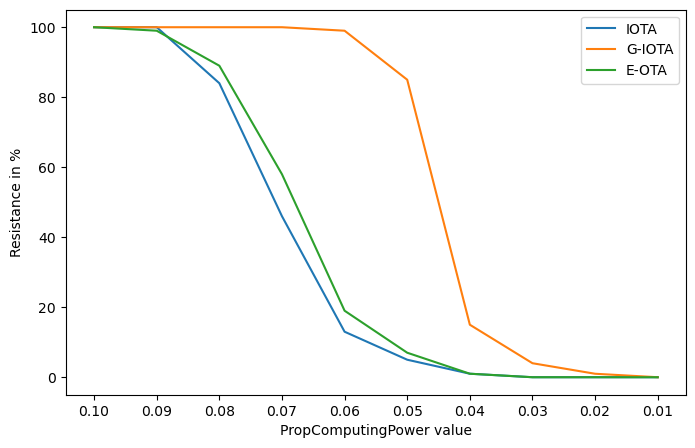 100
80
60
40
20
0
Resistance in %
IOTA
G-IOTA
E-OTA
0.10 0.09 0.08 0.07 0.06 0.05 0.04 0.03 0.02 0.01
PropComputingPower value